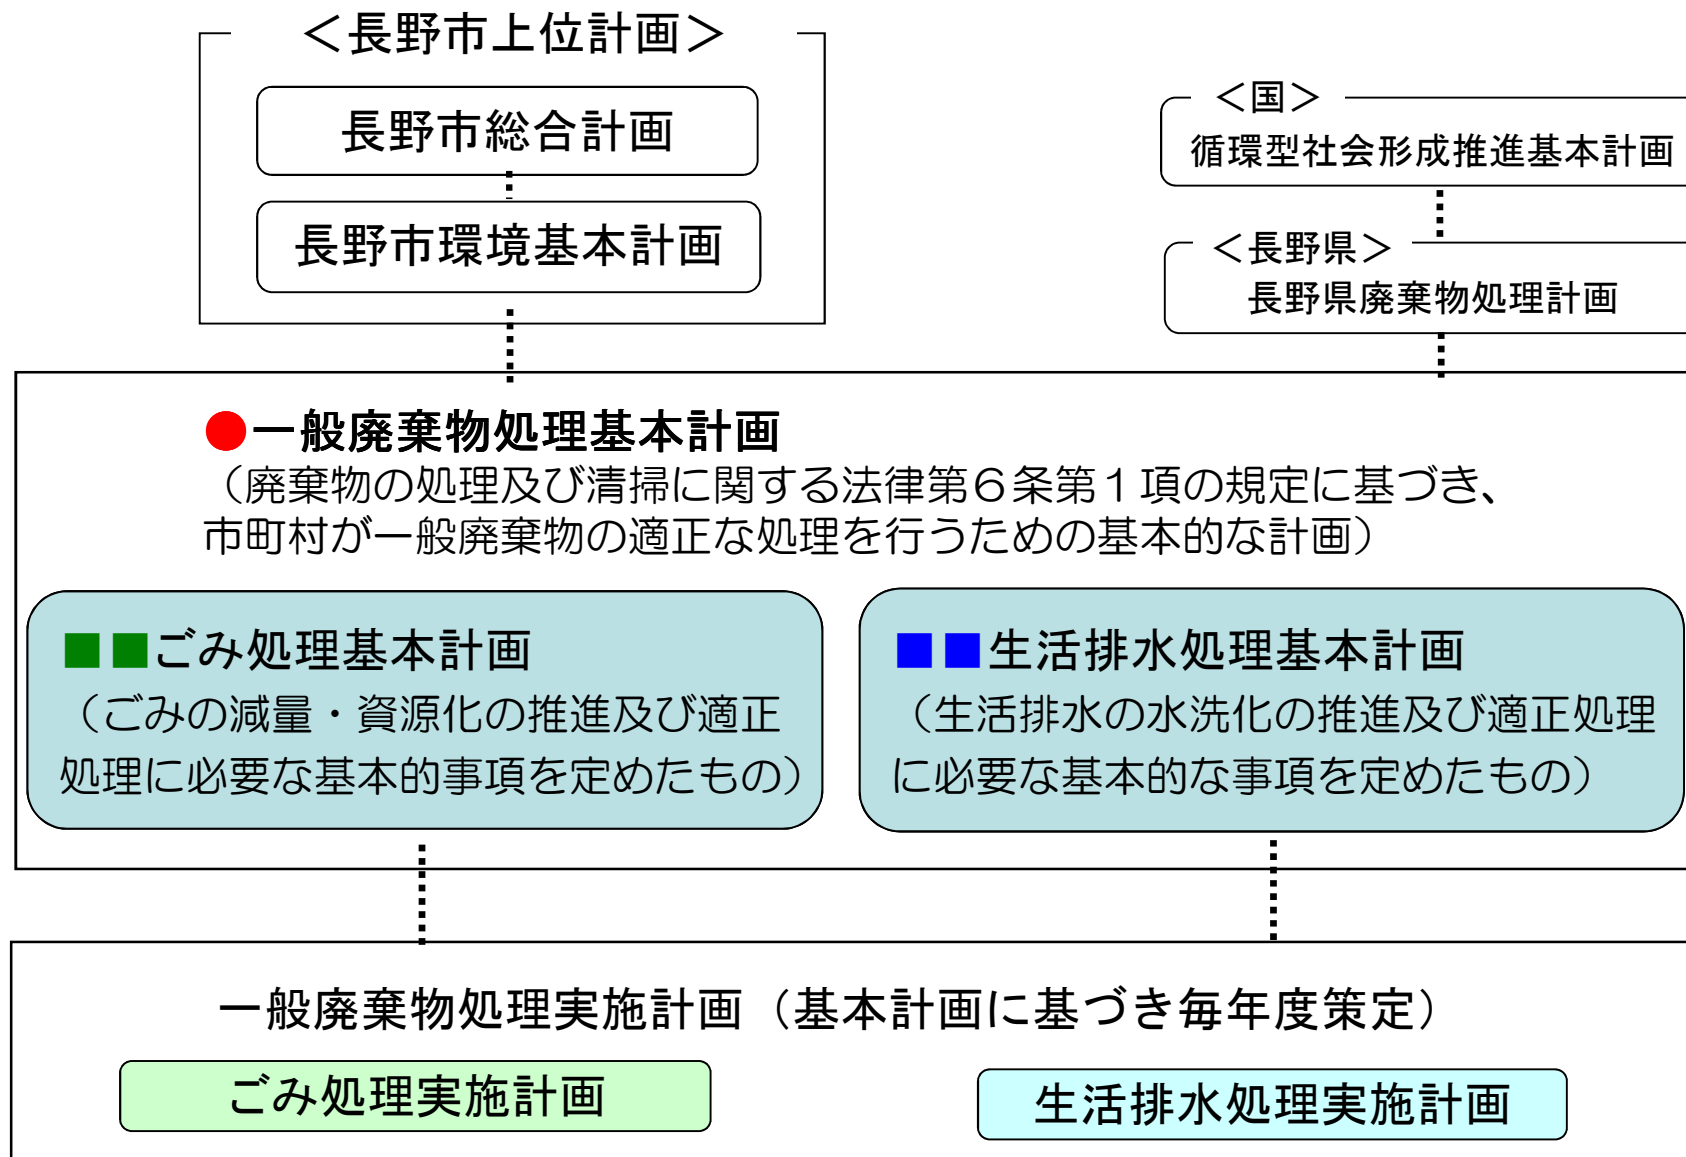 ＜長野市上位計画＞
長野市総合計画
長野市環境基本計画
＜国＞
循環型社会形成推進基本計画
＜長野県＞
長野県廃棄物処理計画
●一般廃棄物処理基本計画
（廃棄物の処理及び清掃に関する法律第６条第１項の規定に基づき、
市町村が一般廃棄物の適正な処理を行うための基本的な計画）
■■ごみ処理基本計画
（ごみの減量・資源化の推進及び適正
処理に必要な基本的事項を定めたもの）
■■生活排水処理基本計画
（生活排水の水洗化の推進及び適正処理
に必要な基本的な事項を定めたもの）
一般廃棄物処理実施計画（基本計画に基づき毎年度策定）
ごみ処理実施計画
生活排水処理実施計画